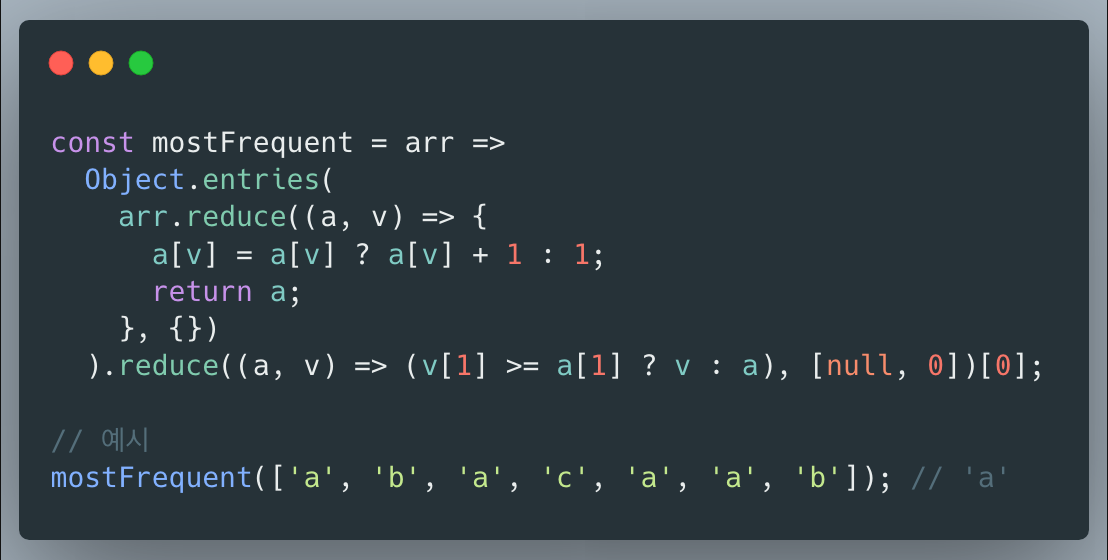 const mostFrequent = arr =>
  Object.entries(
    arr.reduce((a, v) => {
      a[v] = a[v] ? a[v] + 1 : 1;
      return a;
    }, {})
  ).reduce((a, v) => (v[1] >= a[1] ? v : a), [null, 0])[0];

// 예시
mostFrequent(['a', 'b', 'a', 'c', 'a', 'a', 'b']); // 'a'